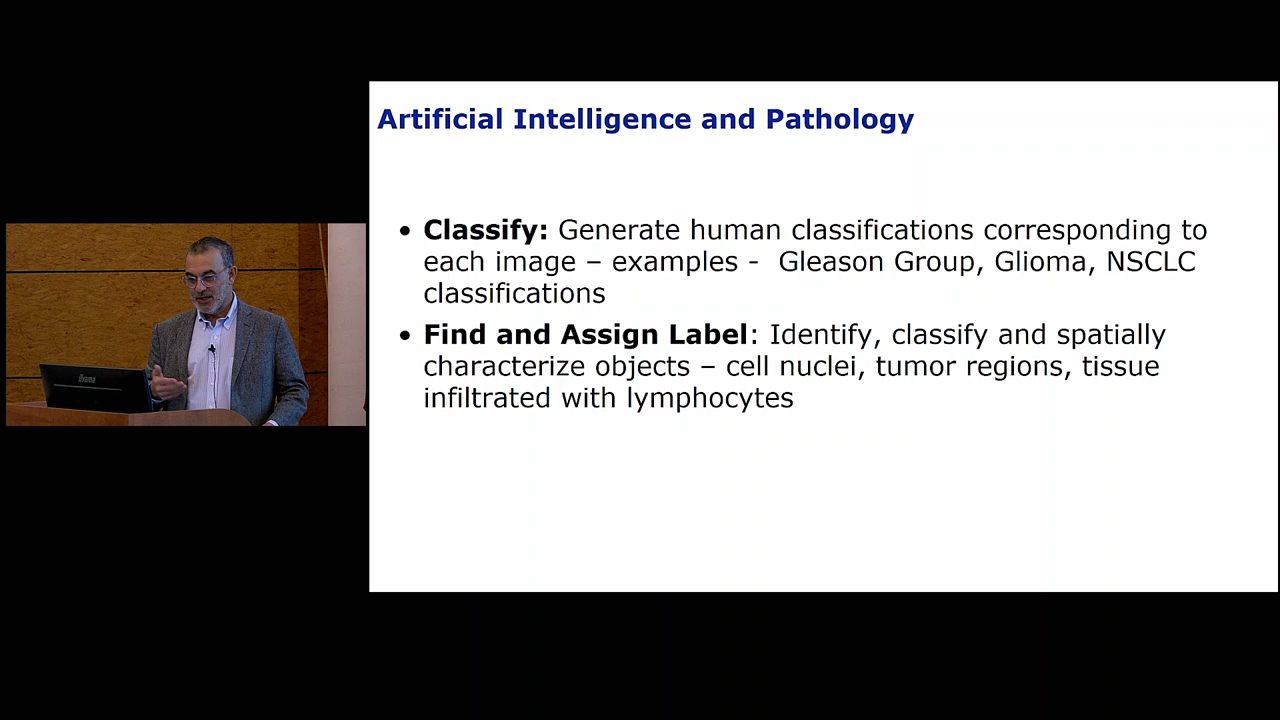 Artificial Intelligence and Pathology
• Classify: Generate human classifications corresponding to
each image – examples - Gleason Group, Glioma, NSCLC
classifications
• Find and Assign Label: Identify, classify and spatially
characterize objects – cell nuclei, tumor regions, tissue
infiltrated with lymphocytes
iiyama